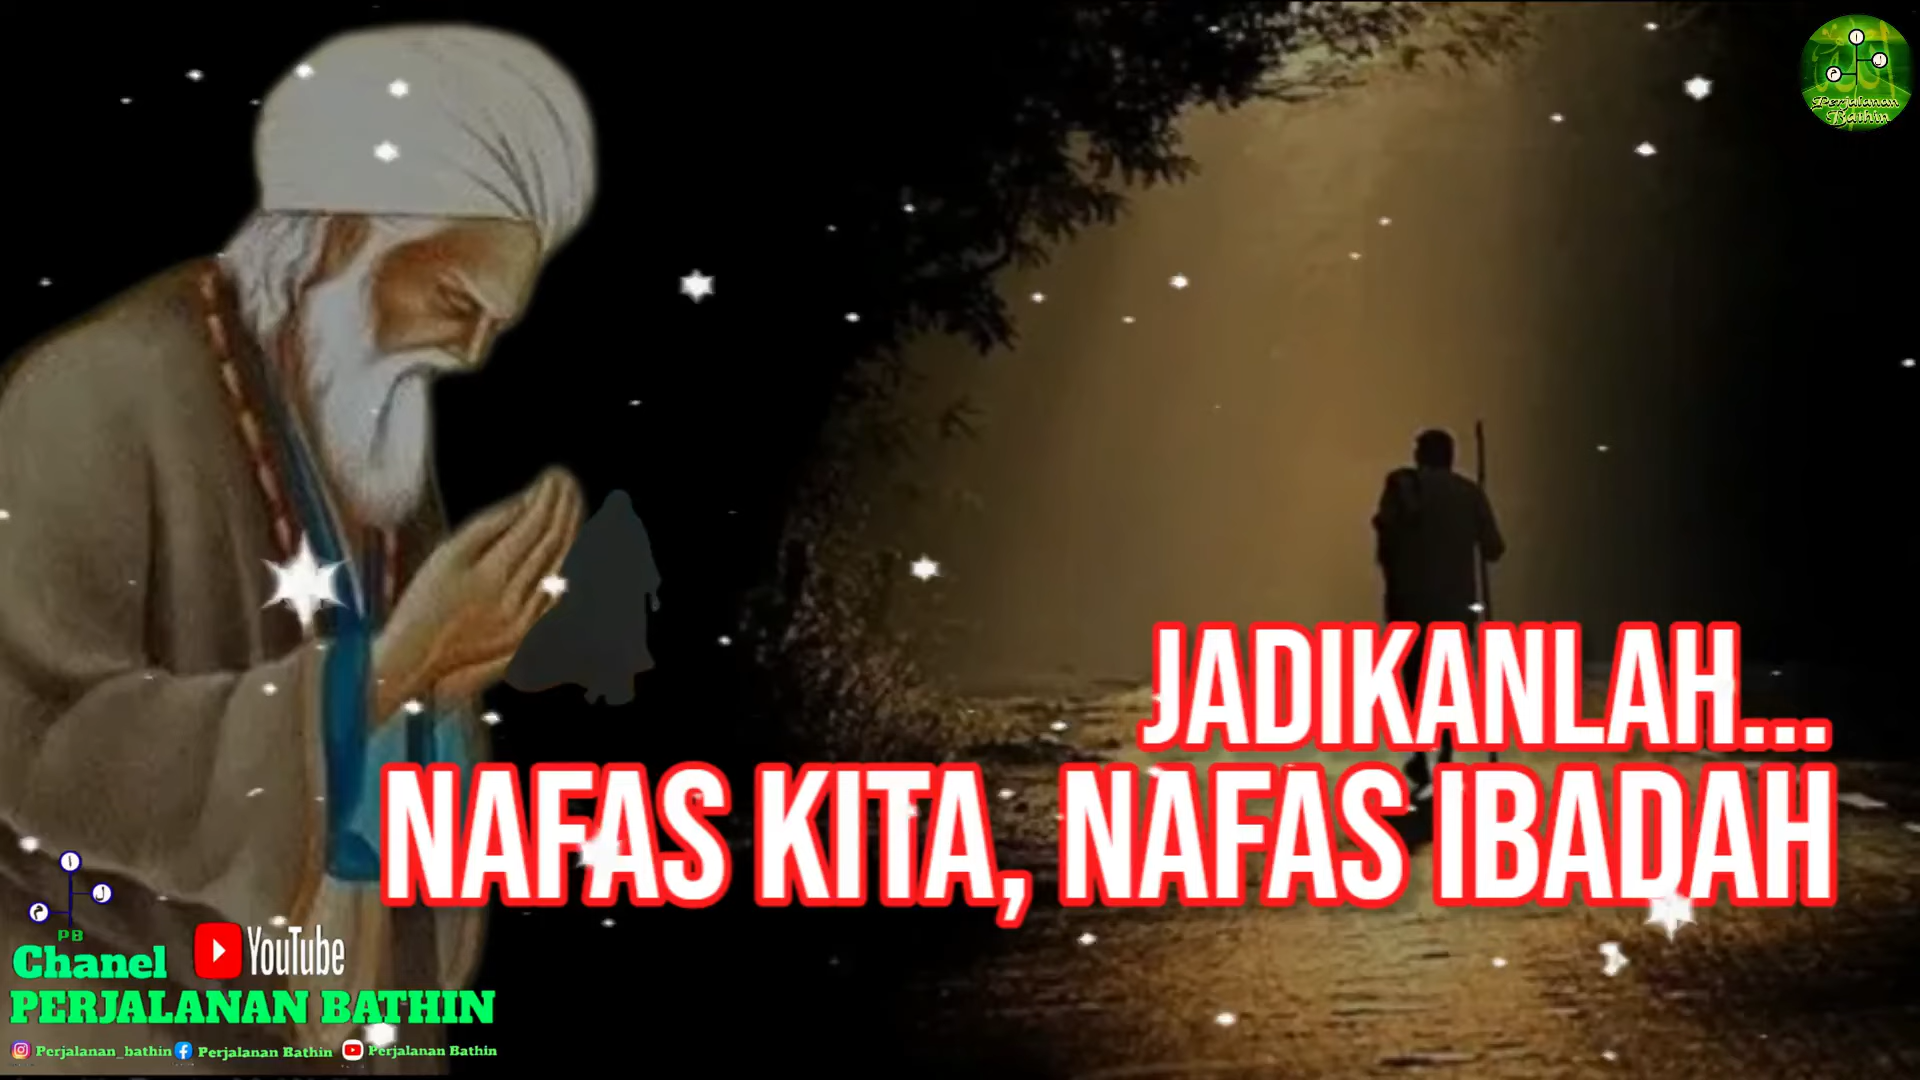 Perjalanan
Bathin
JADIKANLAH...
NAFAS KITA, NAFAS IBADAH
ا
ل
م
PB
Chanel YouTube
PERJALANAN BATHIN
Perjalanan_bathin Perjalanan Bathin Perjalanan Bathin